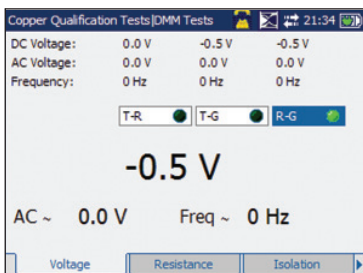 Copper Qualification Tests|DMM Tests 21:34
DC Voltage: 0.0 V -0.5 V -0.5 V
AC Voltage: 0.0 V 0.0 V 0.0 V
Frequency: 0 Hz 0 Hz 0 Hz
T-R T-G R-G
-0.5 V
AC ~ 0.0 V Freq ~ 0 Hz
Voltage Resistance Isolation